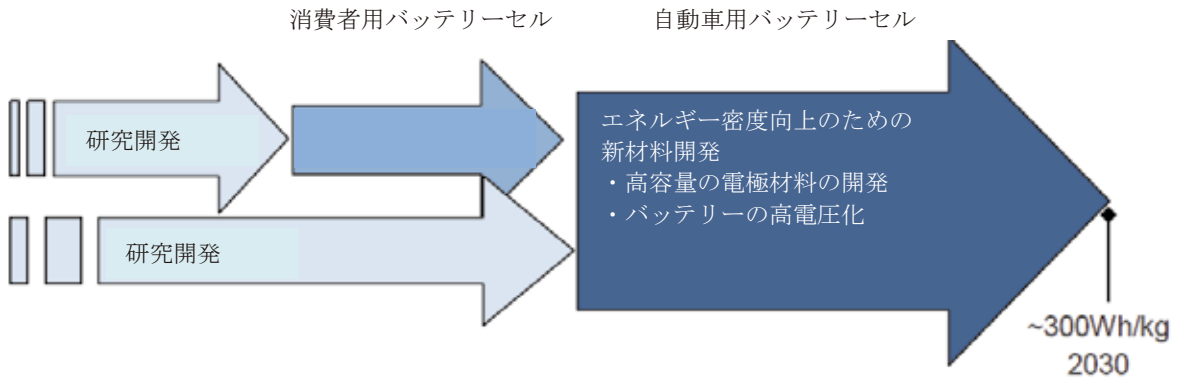 消費者用バッテリーセル
自動車用バッテリーセル
研究開発
研究開発
エネルギー密度向上のための
新材料開発
・高容量の電極材料の開発
・バッテリーの高電圧化
~300Wh/kg
2030